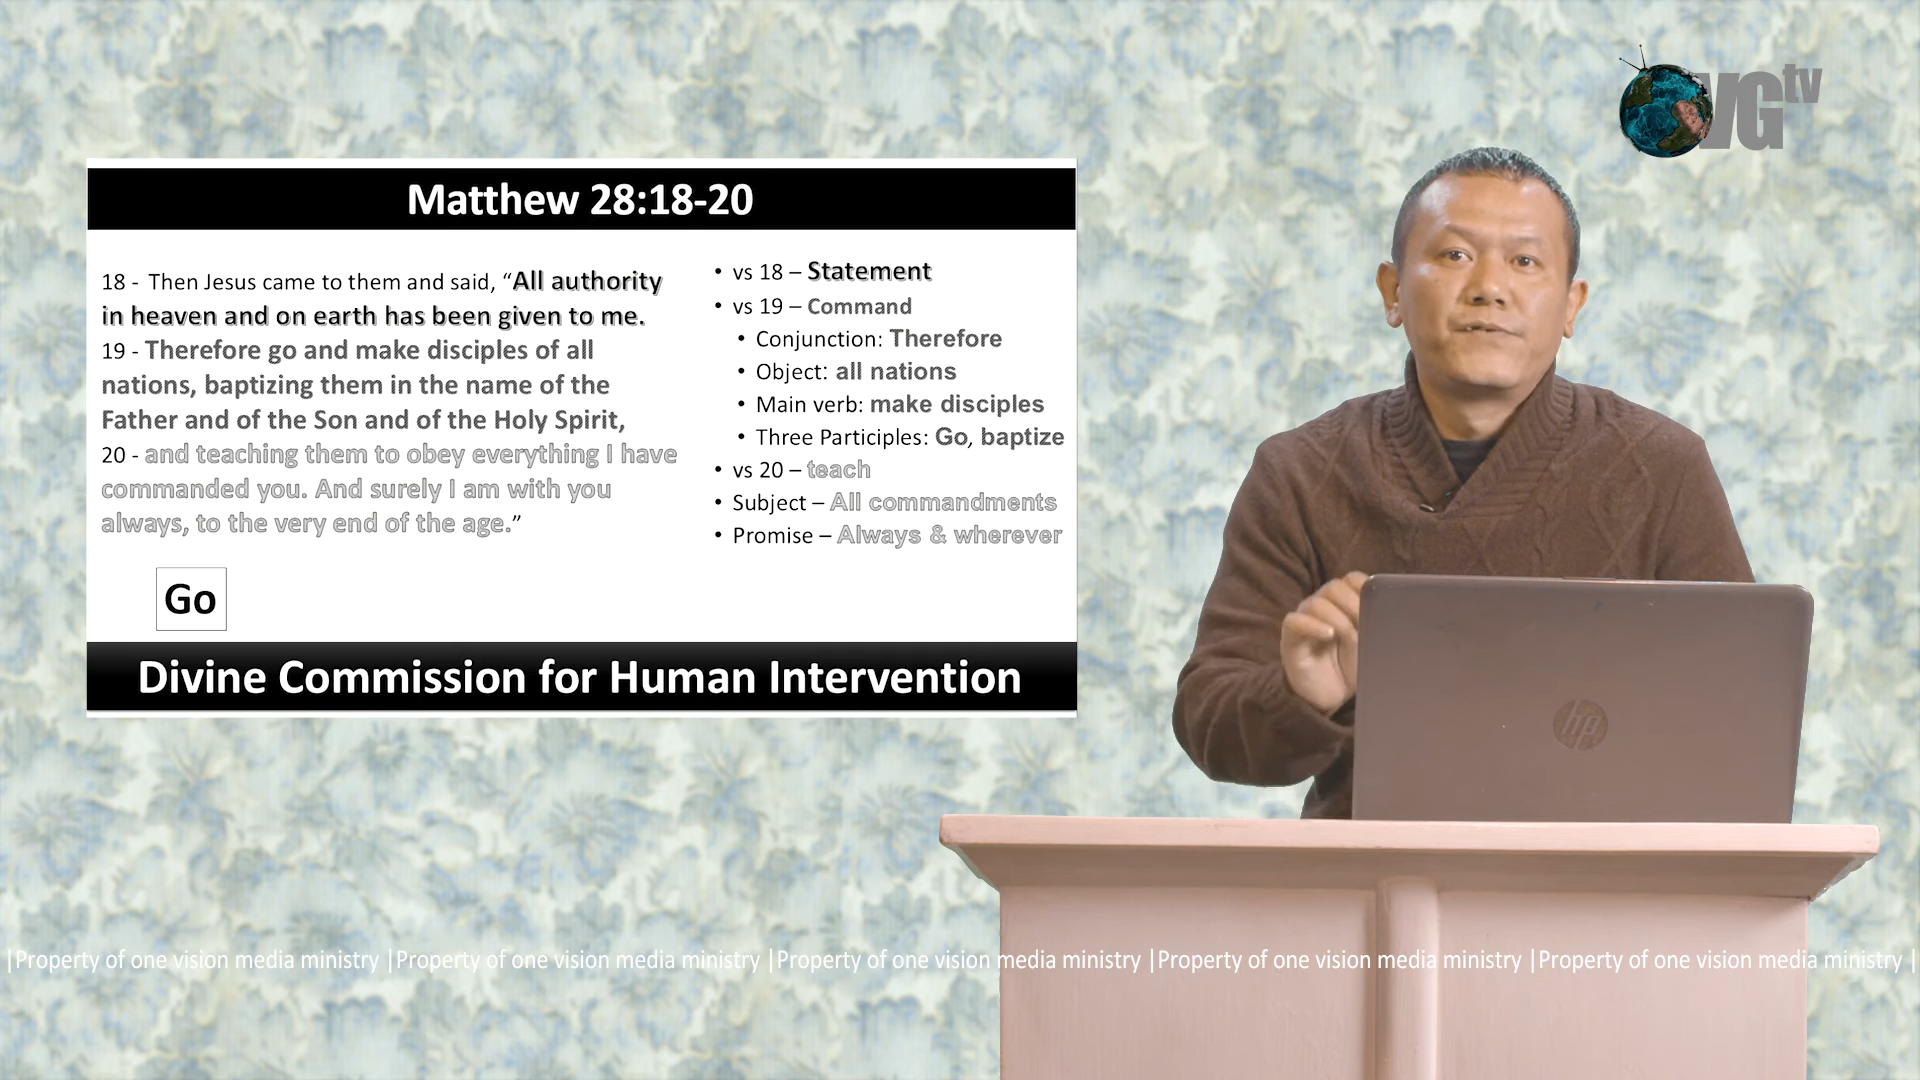 VGtv
Matthew 28:18-20
18 - Then Jesus came to them and said, “All authority
in heaven and on earth has been given to me.
19 - Therefore go and make disciples of all
nations, baptizing them in the name of the
Father and of the Son and of the Holy Spirit,
20 - and teaching them to obey everything I have
commanded you. And surely I am with you
always, to the very end of the age.”
• vs 18 – Statement
• vs 19 – Command
• Conjunction: Therefore
• Object: all nations
• Main verb: make disciples
• Three Participles: Go, baptize
• vs 20 – teach
• Subject – All commandments
• Promise – Always & wherever
Go
Divine Commission for Human Intervention
hp
|Property of one vision media ministry |Property of one vision media ministry |Property of one vision media ministry |Property of one vision media ministry |Property of one vision media ministry |